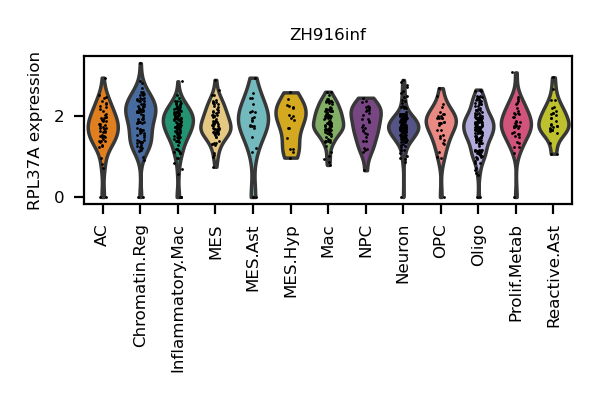 ZH916inf
RPL37A expression
2
0
AC
Chromatin.Reg
Inflammatory.Mac
MES
MES.Ast
MES.Hyp
Mac
NPC
Neuron
OPC
Oligo
Prolif.Metab
Reactive.Ast